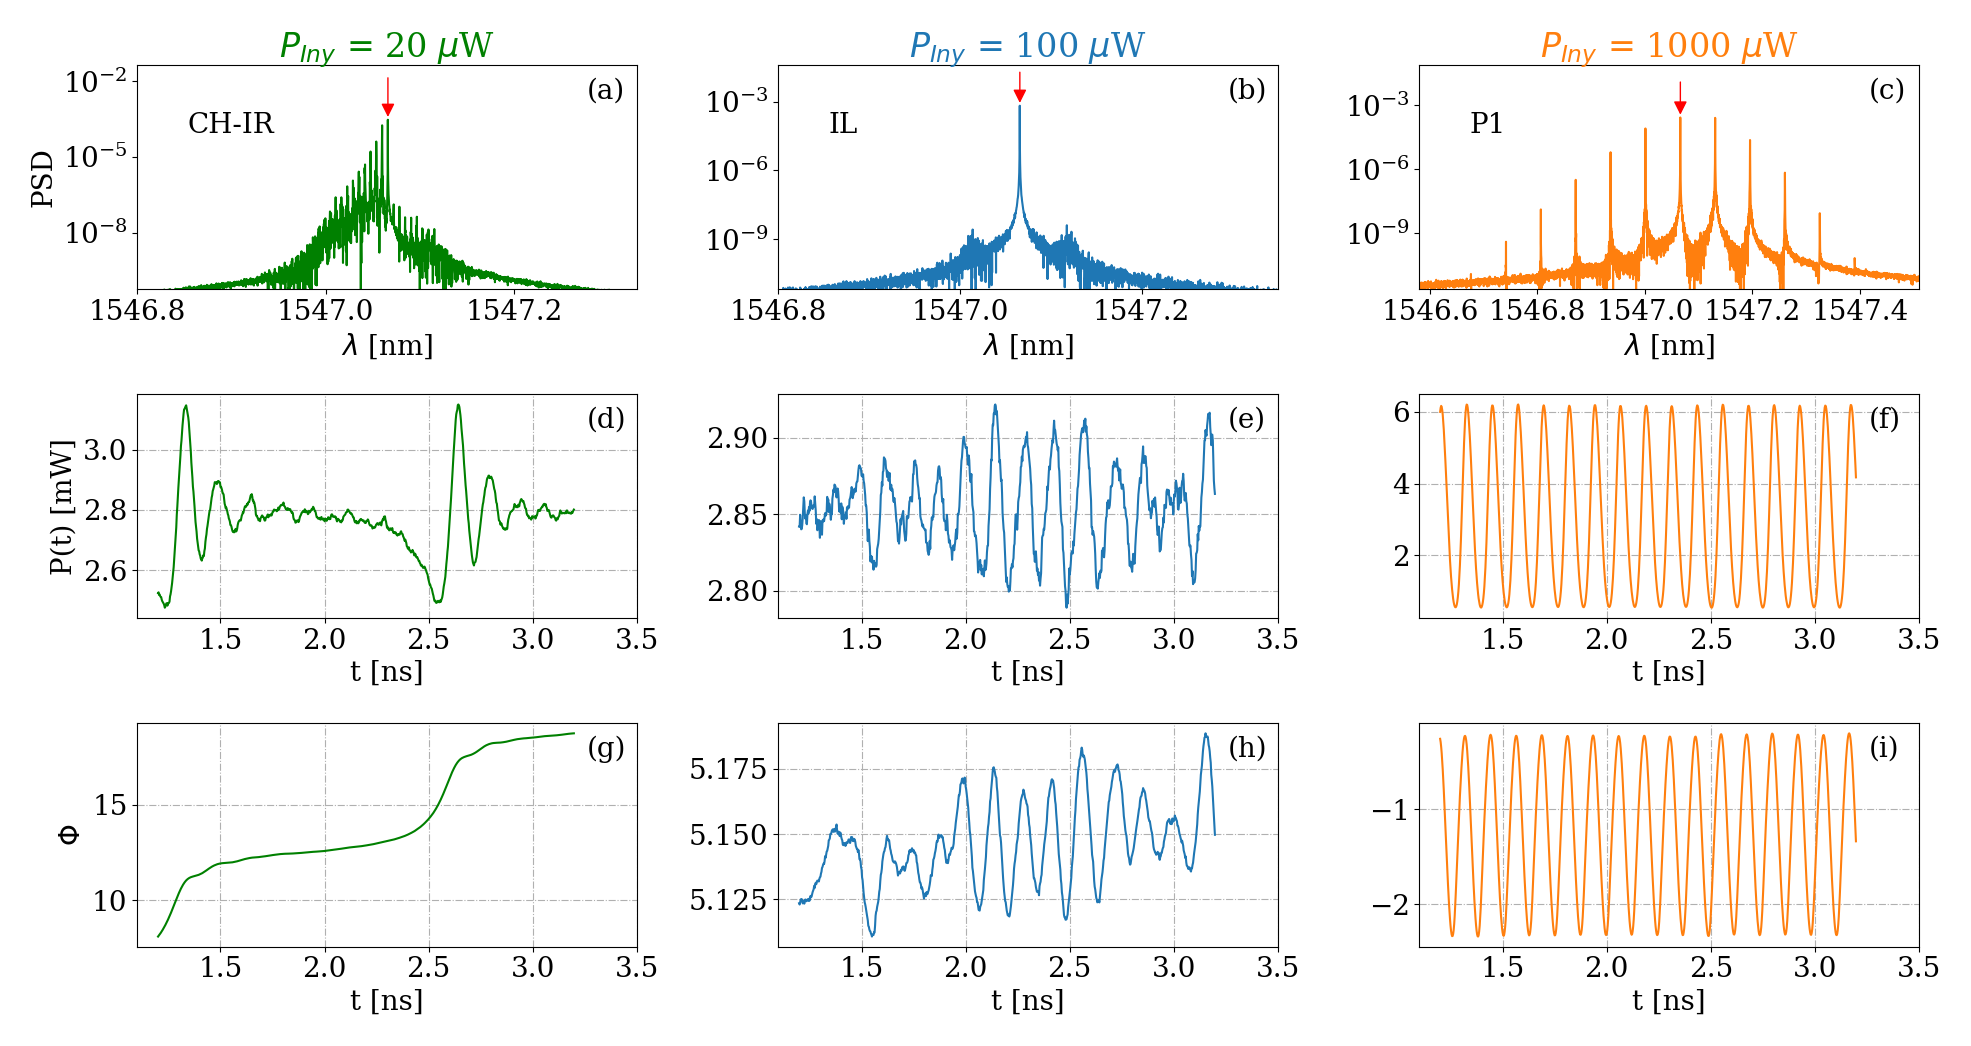 P_Iny = 20 μW
P_Iny = 100 μW
P_Iny = 1000 μW
(a)
CH-IR
PSD
10^−2
10^−5
10^−8
1546.8 1547.0 1547.2
λ [nm]
(b)
IL
10^−3
10^−6
10^−9
1546.8 1547.0 1547.2
λ [nm]
(c)
P1
10^−3
10^−6
10^−9
1546.6 1546.8 1547.0 1547.2 1547.4
λ [nm]
(d)
P(t) [mW]
3.0
2.8
2.6
1.5 2.0 2.5 3.0 3.5
t [ns]
(e)
2.90
2.85
2.80
1.5 2.0 2.5 3.0 3.5
t [ns]
(f)
6
4
2
1.5 2.0 2.5 3.0 3.5
t [ns]
(g)
Φ
15
10
1.5 2.0 2.5 3.0 3.5
t [ns]
(h)
5.175
5.150
5.125
1.5 2.0 2.5 3.0 3.5
t [ns]
(i)
−1
−2
1.5 2.0 2.5 3.0 3.5
t [ns]